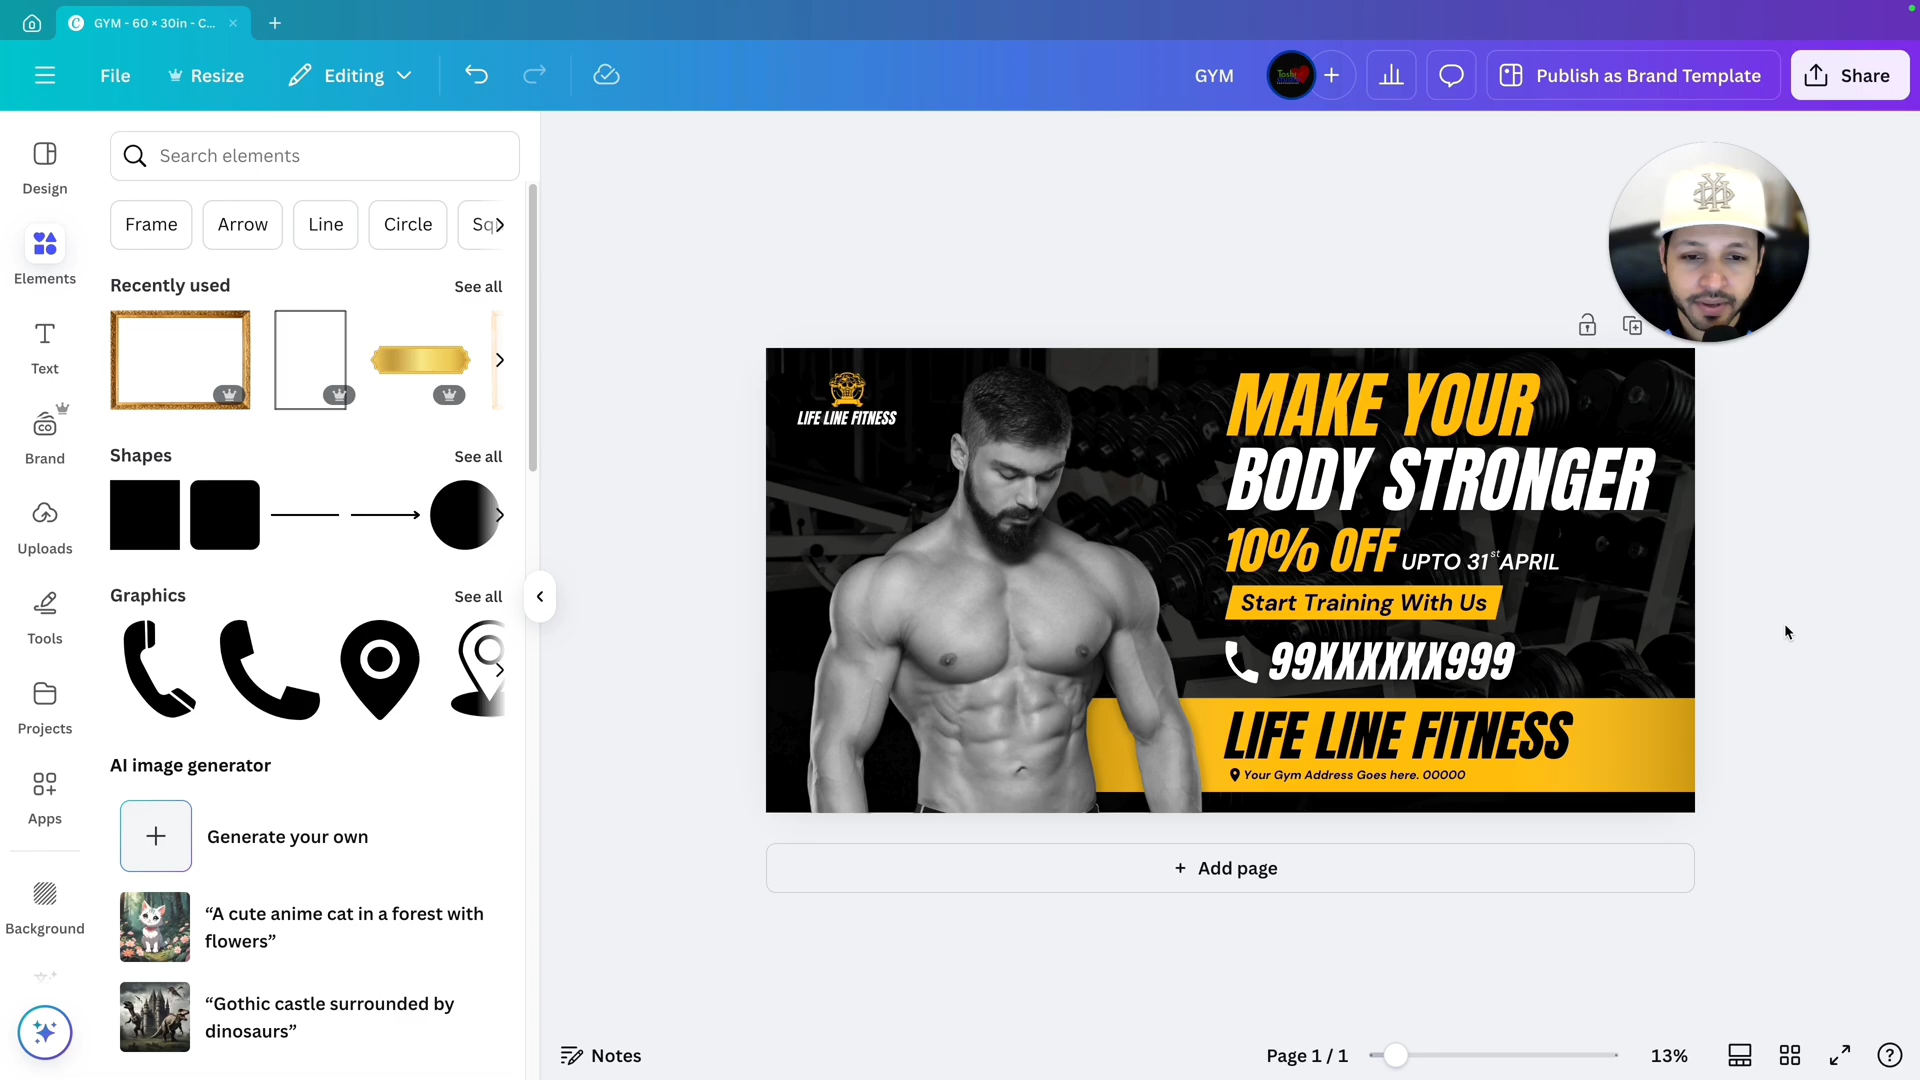 GYM - 60 × 30in - C...
File
Resize
Editing
GYM
Publish as Brand Template
Share
Design
Elements
Text
Brand
Uploads
Tools
Projects
Apps
Background
Search elements
Frame
Arrow
Line
Circle
Recently used
See all
Shapes
See all
Graphics
See all
AI image generator
Generate your own
“A cute anime cat in a forest with
flowers”
“Gothic castle surrounded by
dinosaurs”
LIFE LINE FITNESS
MAKE YOUR
BODY STRONGER
10% OFF UPTO 31st APRIL
Start Training With Us
99XXXXXX999
LIFE LINE FITNESS
Your Gym Address Goes here. 00000
+ Add page
Notes
Page 1 / 1
13%